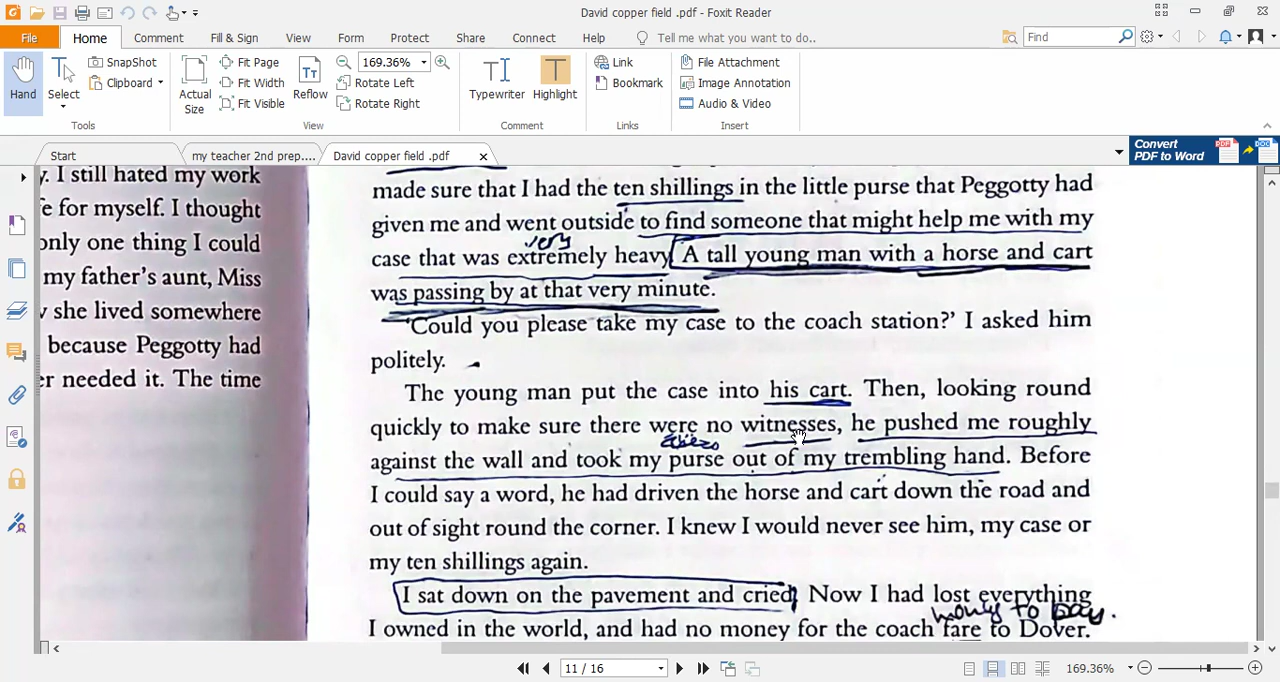 David copper field .pdf - Foxit Reader
File Home Comment Fill & Sign View Form Protect Share Connect Help Tell me what you want to do.. Find
Hand Select SnapShot Clipboard Actual Size Fit Page Fit Width Fit Visible Reflow 169.36% Rotate Left Rotate Right Typewriter Highlight Link Bookmark File Attachment Image Annotation Audio & Video
Tools View Comment Links Insert
Start my teacher 2nd prep.... David copper field .pdf Convert PDF to Word
y. I still hated my work
e for myself. I thought
only one thing I could
my father's aunt, Miss
she lived somewhere
because Peggotty had
er needed it. The time
made sure that I had the ten shillings in the little purse that Peggotty had
given me and went outside to find someone that might help me with my
very
case that was extremely heavy. A tall young man with a horse and cart
was passing by at that very minute.
'Could you please take my case to the coach station?' I asked him
politely.
The young man put the case into his cart. Then, looking round
quickly to make sure there were no witnesses, he pushed me roughly
against the wall and took my purse out of my trembling hand. Before
I could say a word, he had driven the horse and cart down the road and
out of sight round the corner. I knew I would never see him, my case or
my ten shillings again.
I sat down on the pavement and cried. Now I had lost everything
money to pay.
I owned in the world, and had no money for the coach fare to Dover.
11 / 16 169.36%